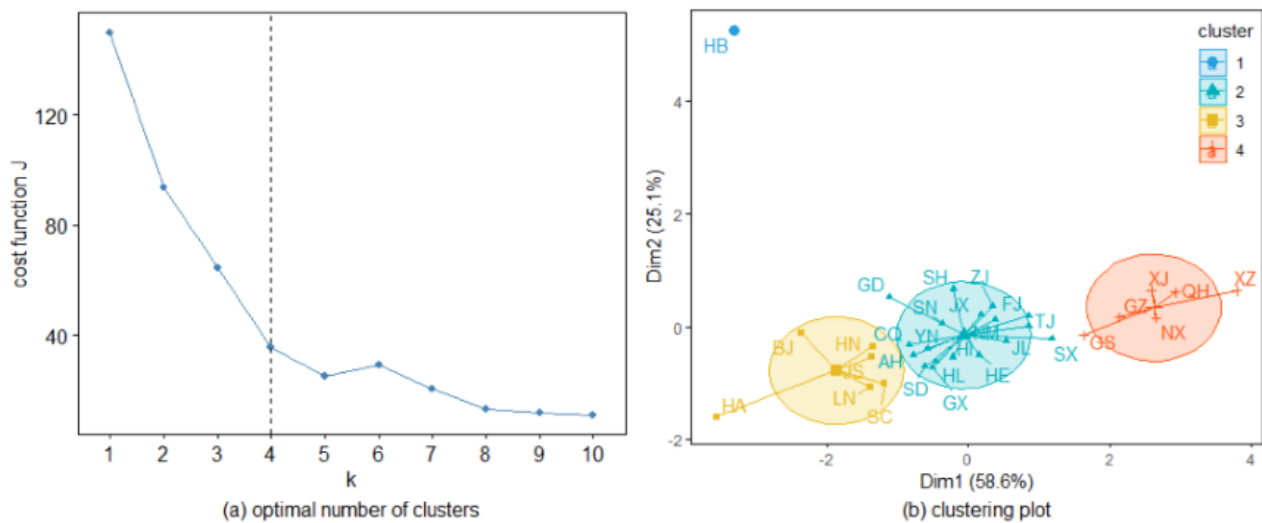 120
80
40
cost function J
1 2 3 4 5 6 7 8 9 10
k
(a) optimal number of clusters
HB
cluster
1
2
3
4
4
2
0
-2
Dim2 (25.1%)
GD SH ZJ
SN JX FJ
CQ YN TJ
AH HI JL SX
SD HL HE
GX
BJ HN
JS
HA LN
SC
XJ QH XZ
GZ
GS NX
-2 0 2 4
Dim1 (58.6%)
(b) clustering plot